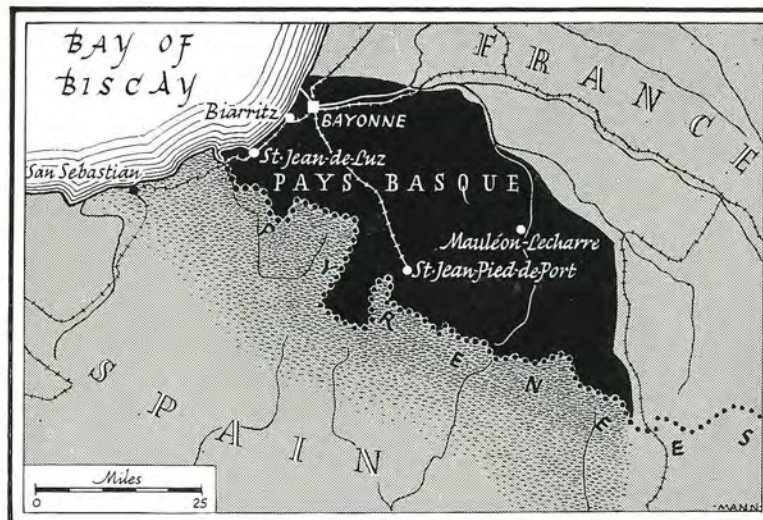 BAY OF
BISCAY
FRANCE
Biarritz
BAYONNE
St·Jean·de·Luz
San Sebastian
PAYS BASQUE
Mauléon-Lecharre
St·Jean-Pied-de-Port
PYRENEES
SPAIN
Miles
0 25
·MANN·